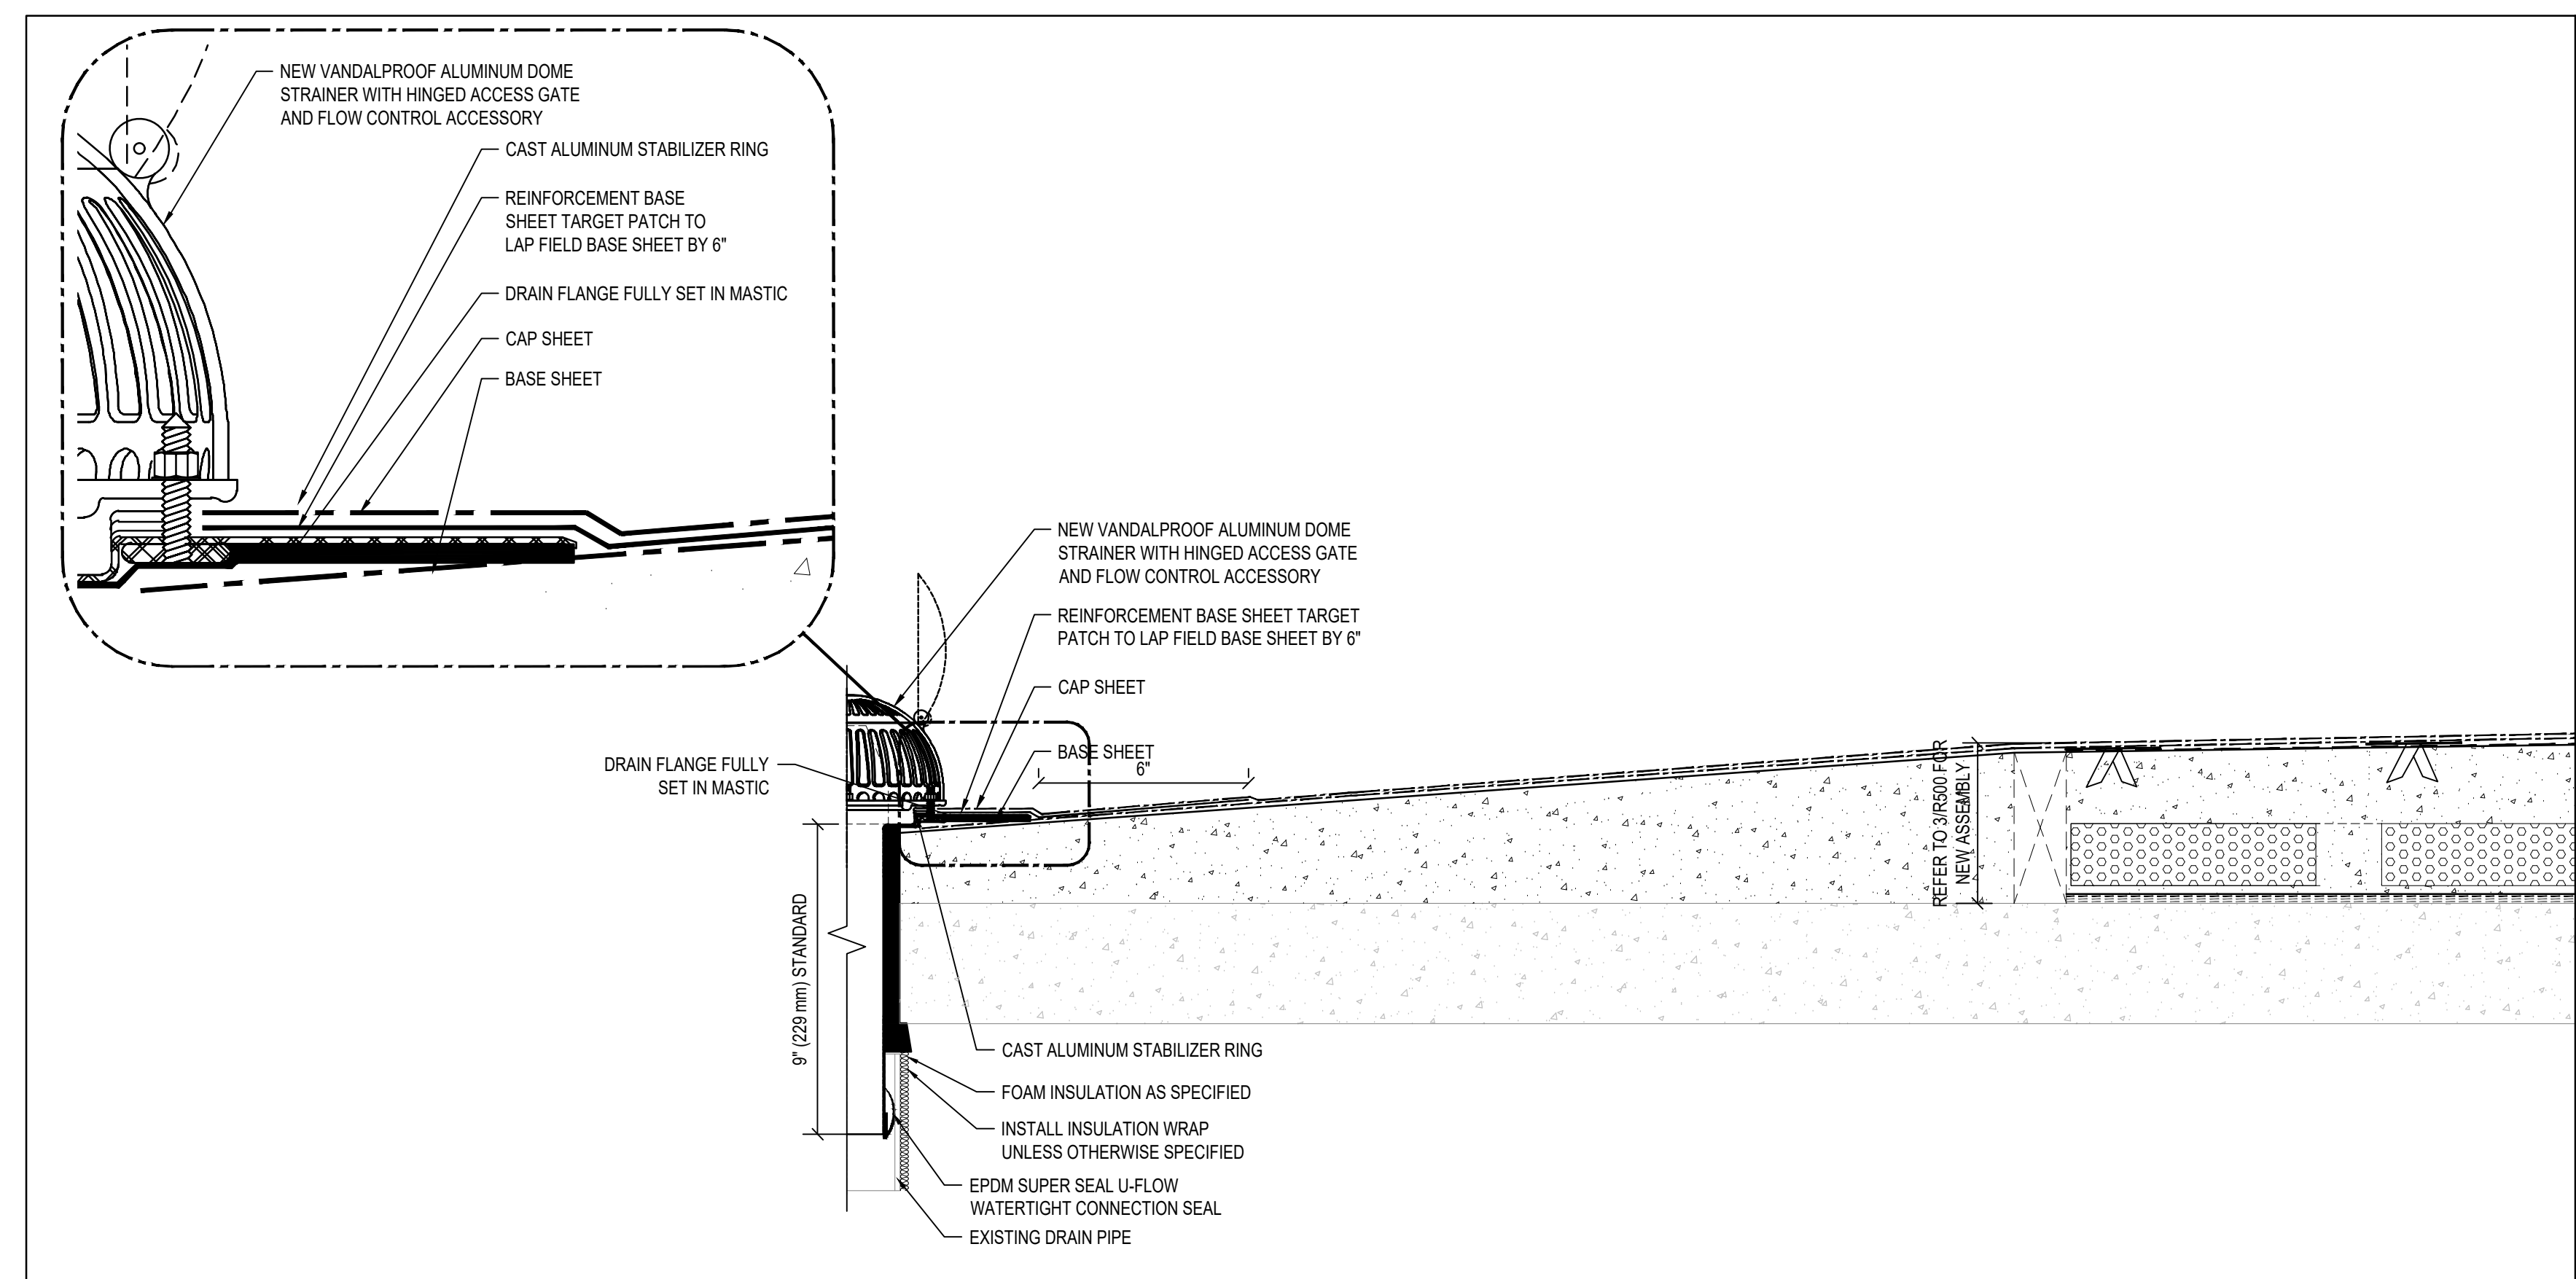 NEW VANDALPROOF ALUMINUM DOME
STRAINER WITH HINGED ACCESS GATE
AND FLOW CONTROL ACCESSORY
CAST ALUMINUM STABILIZER RING
REINFORCEMENT BASE
SHEET TARGET PATCH TO
LAP FIELD BASE SHEET BY 6"
DRAIN FLANGE FULLY SET IN MASTIC
CAP SHEET
BASE SHEET
NEW VANDALPROOF ALUMINUM DOME
STRAINER WITH HINGED ACCESS GATE
AND FLOW CONTROL ACCESSORY
REINFORCEMENT BASE SHEET TARGET
PATCH TO LAP FIELD BASE SHEET BY 6"
CAP SHEET
BASE SHEET
6"
DRAIN FLANGE FULLY
SET IN MASTIC
REFER TO 3/R500 FOR
NEW ASSEMBLY
9" (229 mm) STANDARD
CAST ALUMINUM STABILIZER RING
FOAM INSULATION AS SPECIFIED
INSTALL INSULATION WRAP
UNLESS OTHERWISE SPECIFIED
EPDM SUPER SEAL U-FLOW
WATERTIGHT CONNECTION SEAL
EXISTING DRAIN PIPE